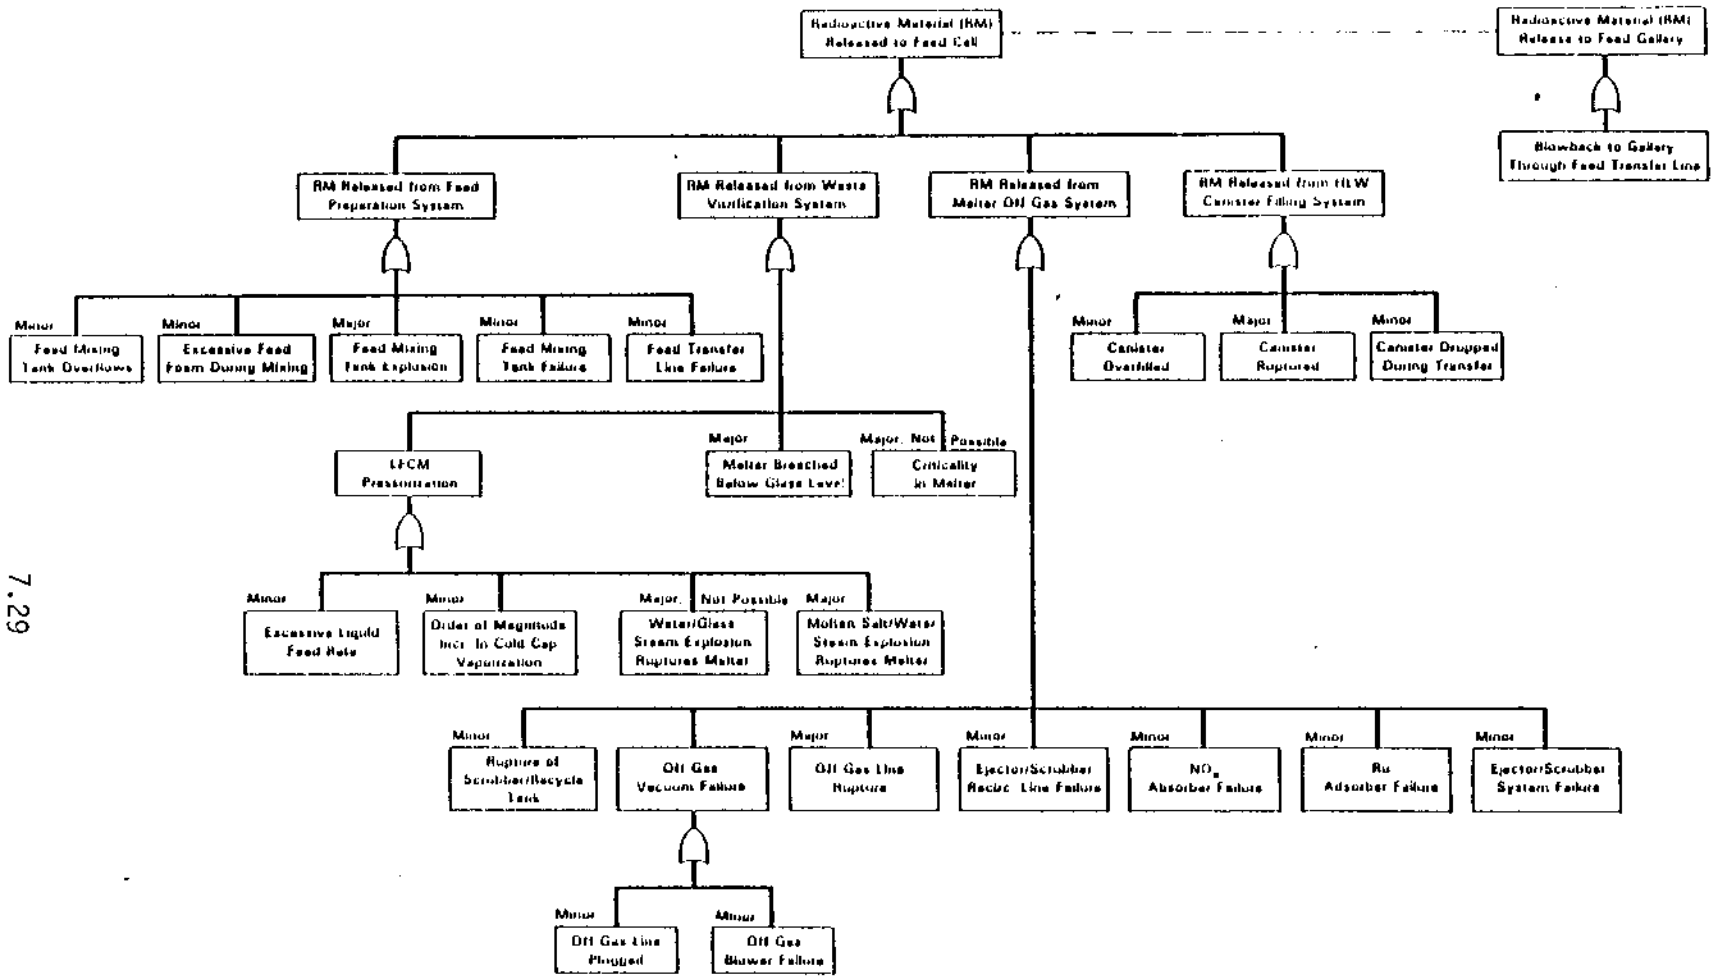 Radioactive Material (RM)
Released to Feed Cell
Radioactive Material (RM)
Release to Feed Gallery
Blowback to Gallery
Through Feed Transfer Line
RM Released from Feed
Preparation System
RM Released from Waste
Vitrification System
RM Released from
Melter Off Gas System
RM Released from HLW
Canister Filling System
Minor
Feed Mixing
Tank Overflows
Minor
Excessive Feed
Foam During Mixing
Major
Feed Mixing
Tank Explosion
Minor
Feed Mixing
Tank Failure
Minor
Feed Transfer
Line Failure
Minor
Canister
Overfilled
Major
Canister
Ruptured
Minor
Canister Dropped
During Transfer
LFCM
Pressurization
Major
Melter Breached
Below Glass Level
Major, Not Possible
Criticality
in Melter
Minor
Excessive Liquid
Feed Rate
Minor
Order of Magnitude
Incr. In Cold Cap
Vaporization
Major, Not Possible
Water/Glass
Steam Explosion
Ruptures Melter
Major
Molten Salt/Water
Steam Explosion
Ruptures Melter
Minor
Rupture of
Scrubber/Recycle
Tank
Off Gas
Vacuum Failure
Major
Off Gas Line
Rupture
Minor
Ejector/Scrubber
Recirc. Line Failure
Minor
NOx
Absorber Failure
Minor
Ru
Adsorber Failure
Minor
Ejector/Scrubber
System Failure
Minor
Off Gas Line
Plugged
Minor
Off Gas
Blower Failure
7.29